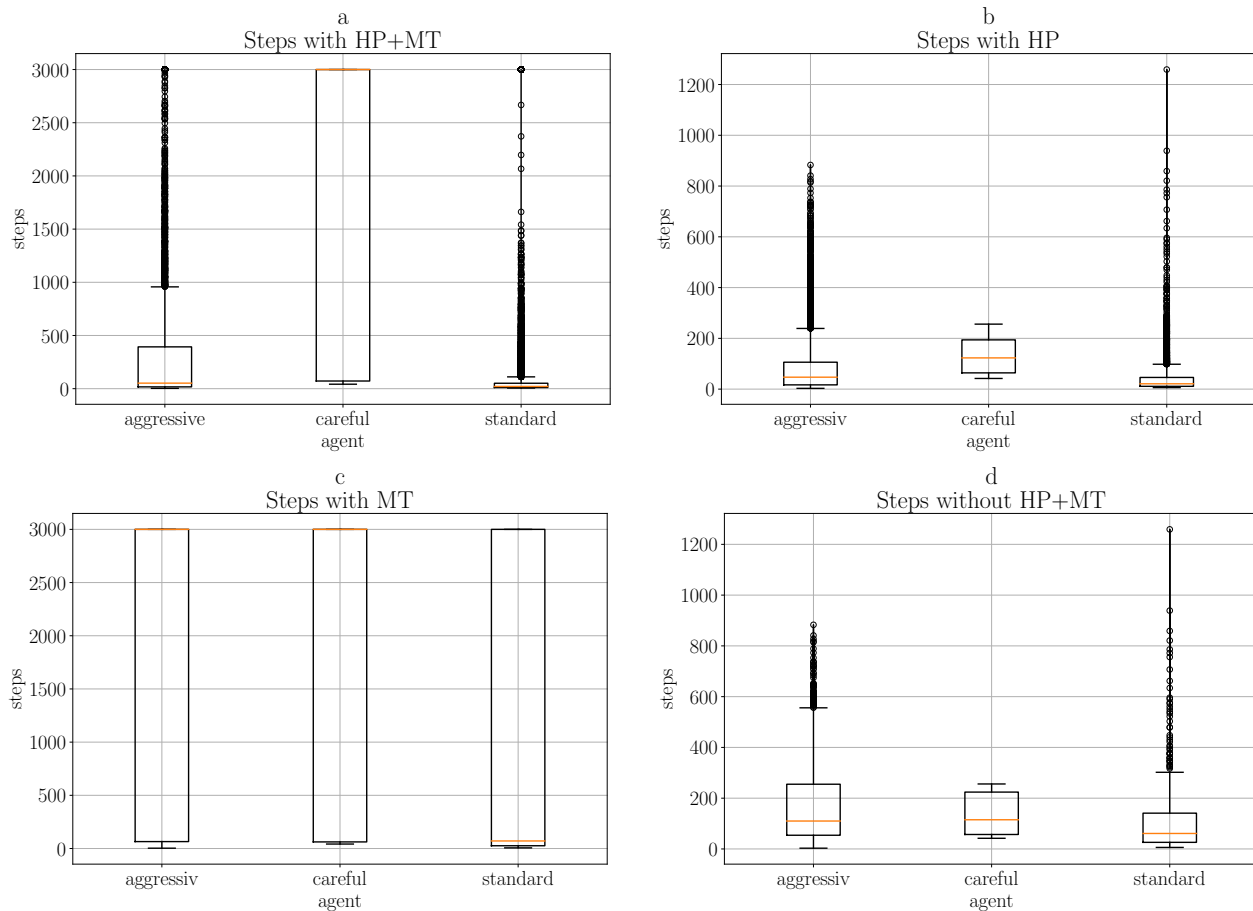 a
Steps with HP+MT
3000
2500
2000
1500
1000
500
0
steps
aggressive careful standard
agent
b
Steps with HP
1200
1000
800
600
400
200
0
steps
aggressiv careful standard
agent
c
Steps with MT
3000
2500
2000
1500
1000
500
0
steps
aggressiv careful standard
agent
d
Steps without HP+MT
1200
1000
800
600
400
200
0
steps
aggressiv careful standard
agent